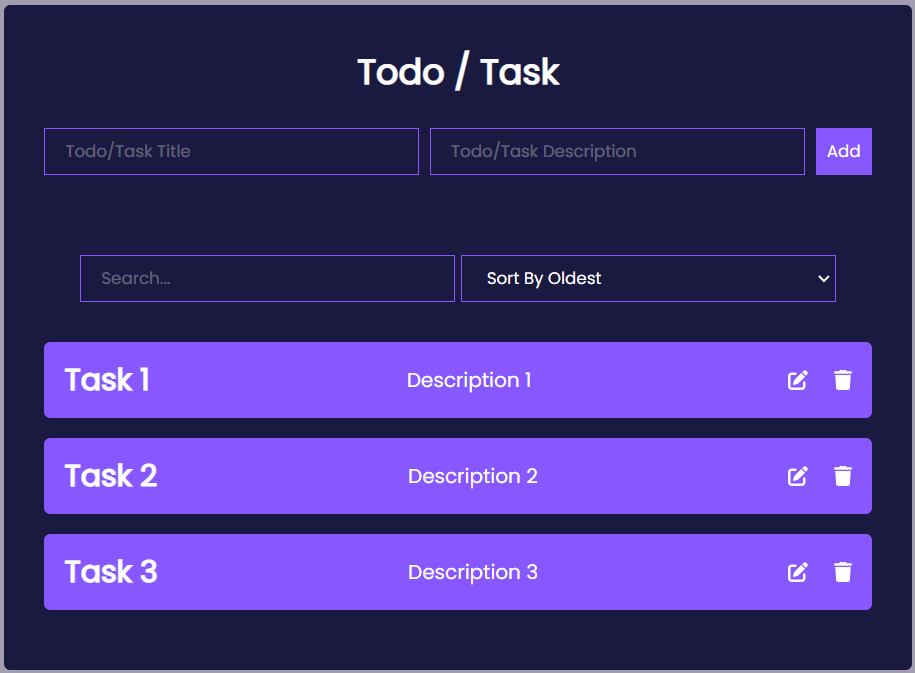 Todo / Task
Todo/Task Title Todo/Task Description Add
Search... Sort By Oldest
Task 1 Description 1
Task 2 Description 2
Task 3 Description 3